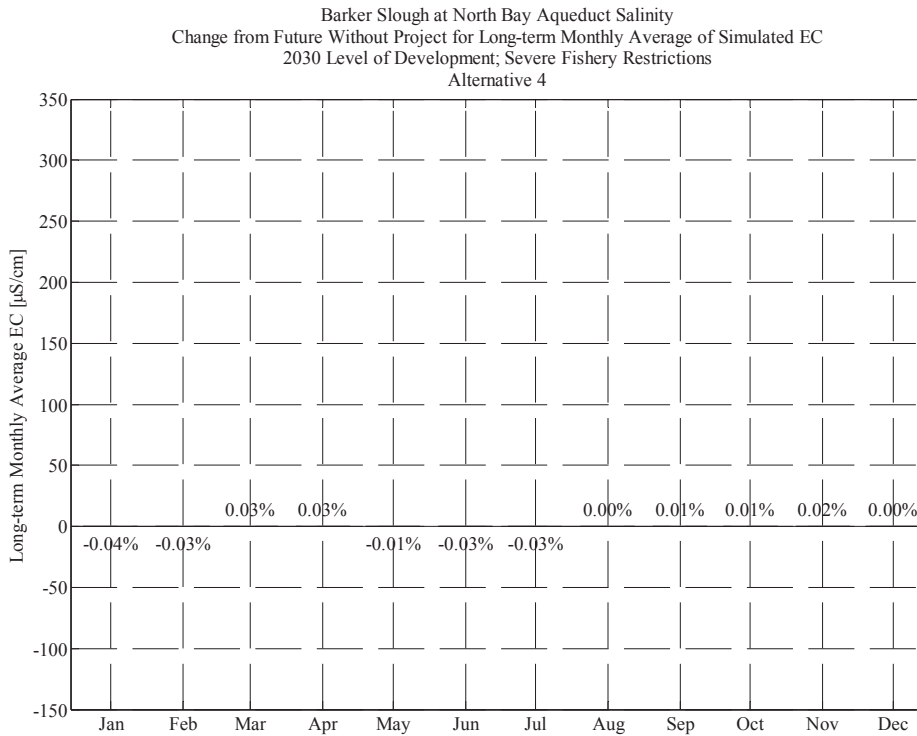 Barker Slough at North Bay Aqueduct Salinity
Change from Future Without Project for Long-term Monthly Average of Simulated EC
2030 Level of Development; Severe Fishery Restrictions
Alternative 4
350
300
250
200
150
100
50
0
-50
-100
-150
Long-term Monthly Average EC [µS/cm]
0.03% 0.03% 0.00% 0.01% 0.01% 0.02% 0.00%
-0.04% -0.03% -0.01% -0.03% -0.03%
Jan Feb Mar Apr May Jun Jul Aug Sep Oct Nov Dec